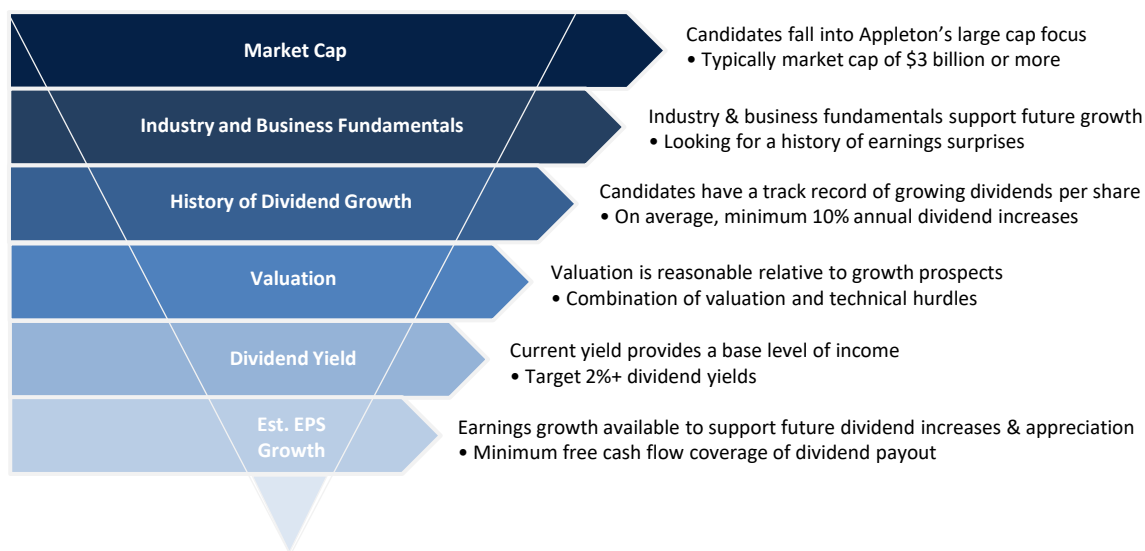 Market Cap
Candidates fall into Appleton’s large cap focus
• Typically market cap of $3 billion or more
Industry and Business Fundamentals
Industry & business fundamentals support future growth
• Looking for a history of earnings surprises
History of Dividend Growth
Candidates have a track record of growing dividends per share
• On average, minimum 10% annual dividend increases
Valuation
Valuation is reasonable relative to growth prospects
• Combination of valuation and technical hurdles
Dividend Yield
Current yield provides a base level of income
• Target 2%+ dividend yields
Est. EPS
Growth
Earnings growth available to support future dividend increases & appreciation
• Minimum free cash flow coverage of dividend payout